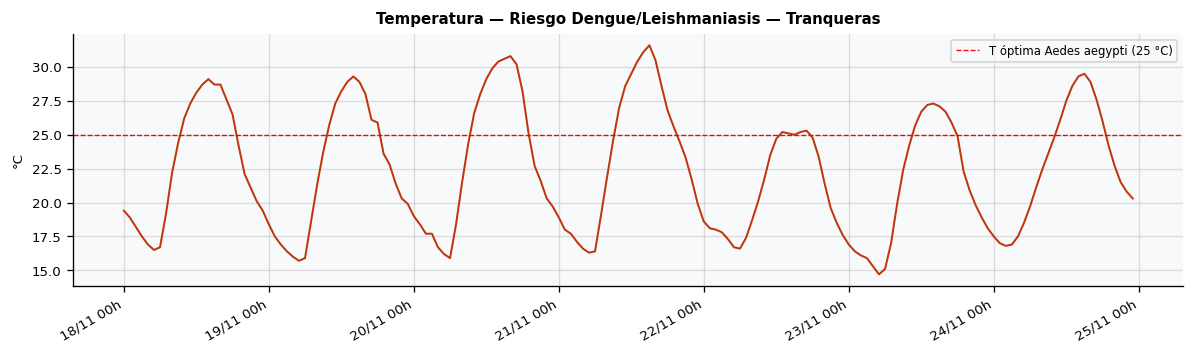 Temperatura — Riesgo Dengue/Leishmaniasis — Tranqueras
T óptima Aedes aegypti (25 °C)
°C
30.0
27.5
25.0
22.5
20.0
17.5
15.0
18/11 00h
19/11 00h
20/11 00h
21/11 00h
22/11 00h
23/11 00h
24/11 00h
25/11 00h